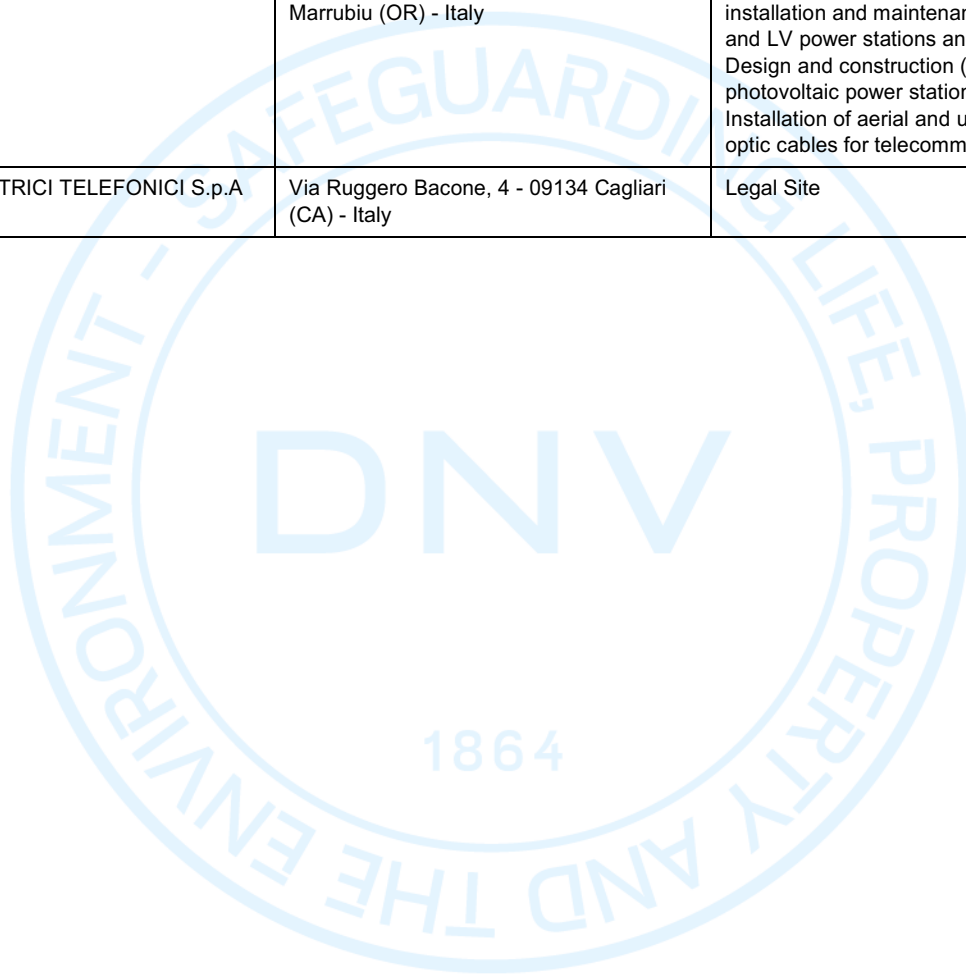 Marrubiu (OR) - Italy
installation and maintenan
and LV power stations an
Design and construction (
photovoltaic power station
Installation of aerial and u
optic cables for telecomm
TRICI TELEFONICI S.p.A
Via Ruggero Bacone, 4 - 09134 Cagliari
(CA) - Italy
Legal Site
SAFEGUARDING LIFE, PROPERTY AND THE ENVIRONMENT -
DNV
1864